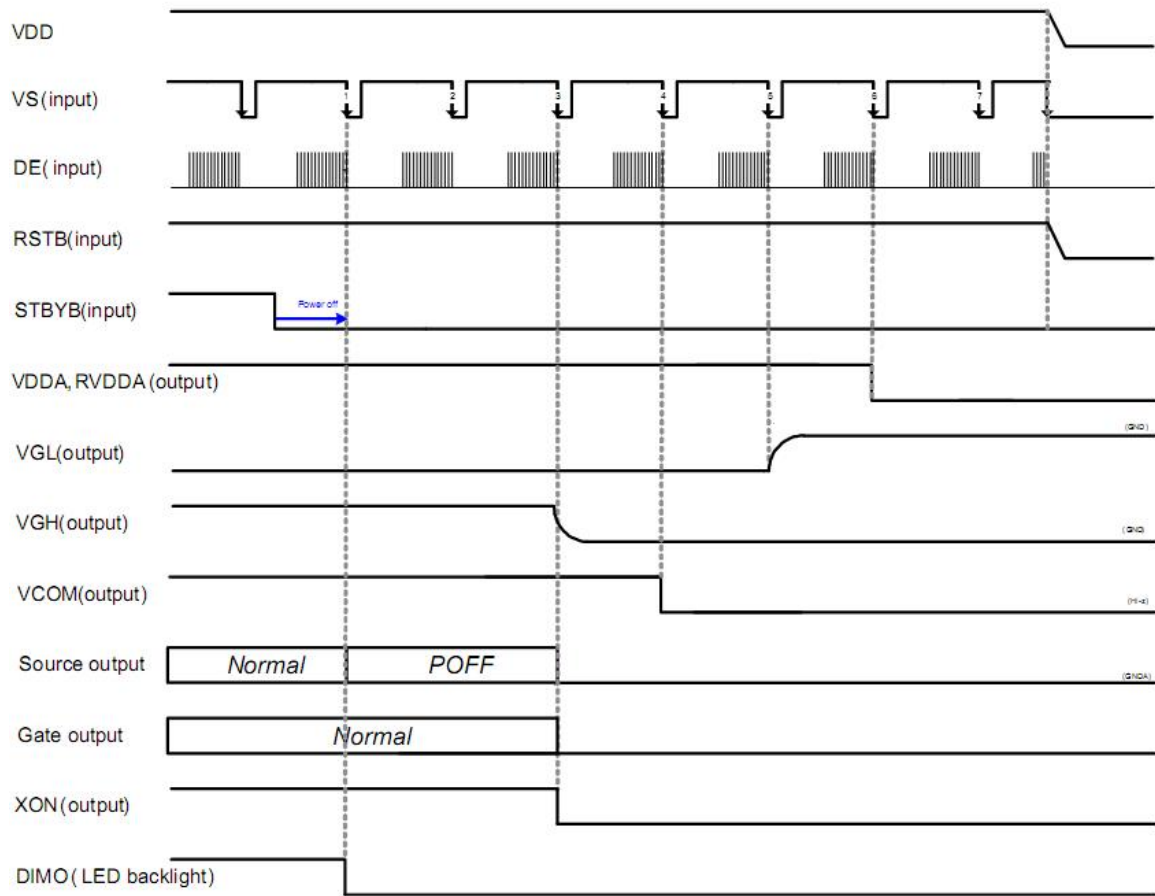 VDD
VS(input)
1 2 3 4 5 6 7
DE( input)
RSTB(input)
STBYB(input)
Power off
VDDA, RVDDA (output)
VGL(output)
(GND)
VGH(output)
(GND)
VCOM(output)
(Hi-z)
Source output
Normal
POFF
(GNDA)
Gate output
Normal
XON(output)
DIMO( LED backlight)